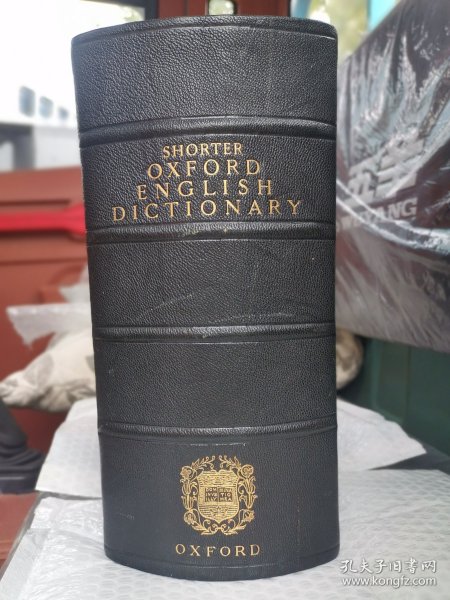 SHORTER
OXFORD
ENGLISH
DICTIONARY
OXFORD
孔夫子旧书网
www.kongfz.com